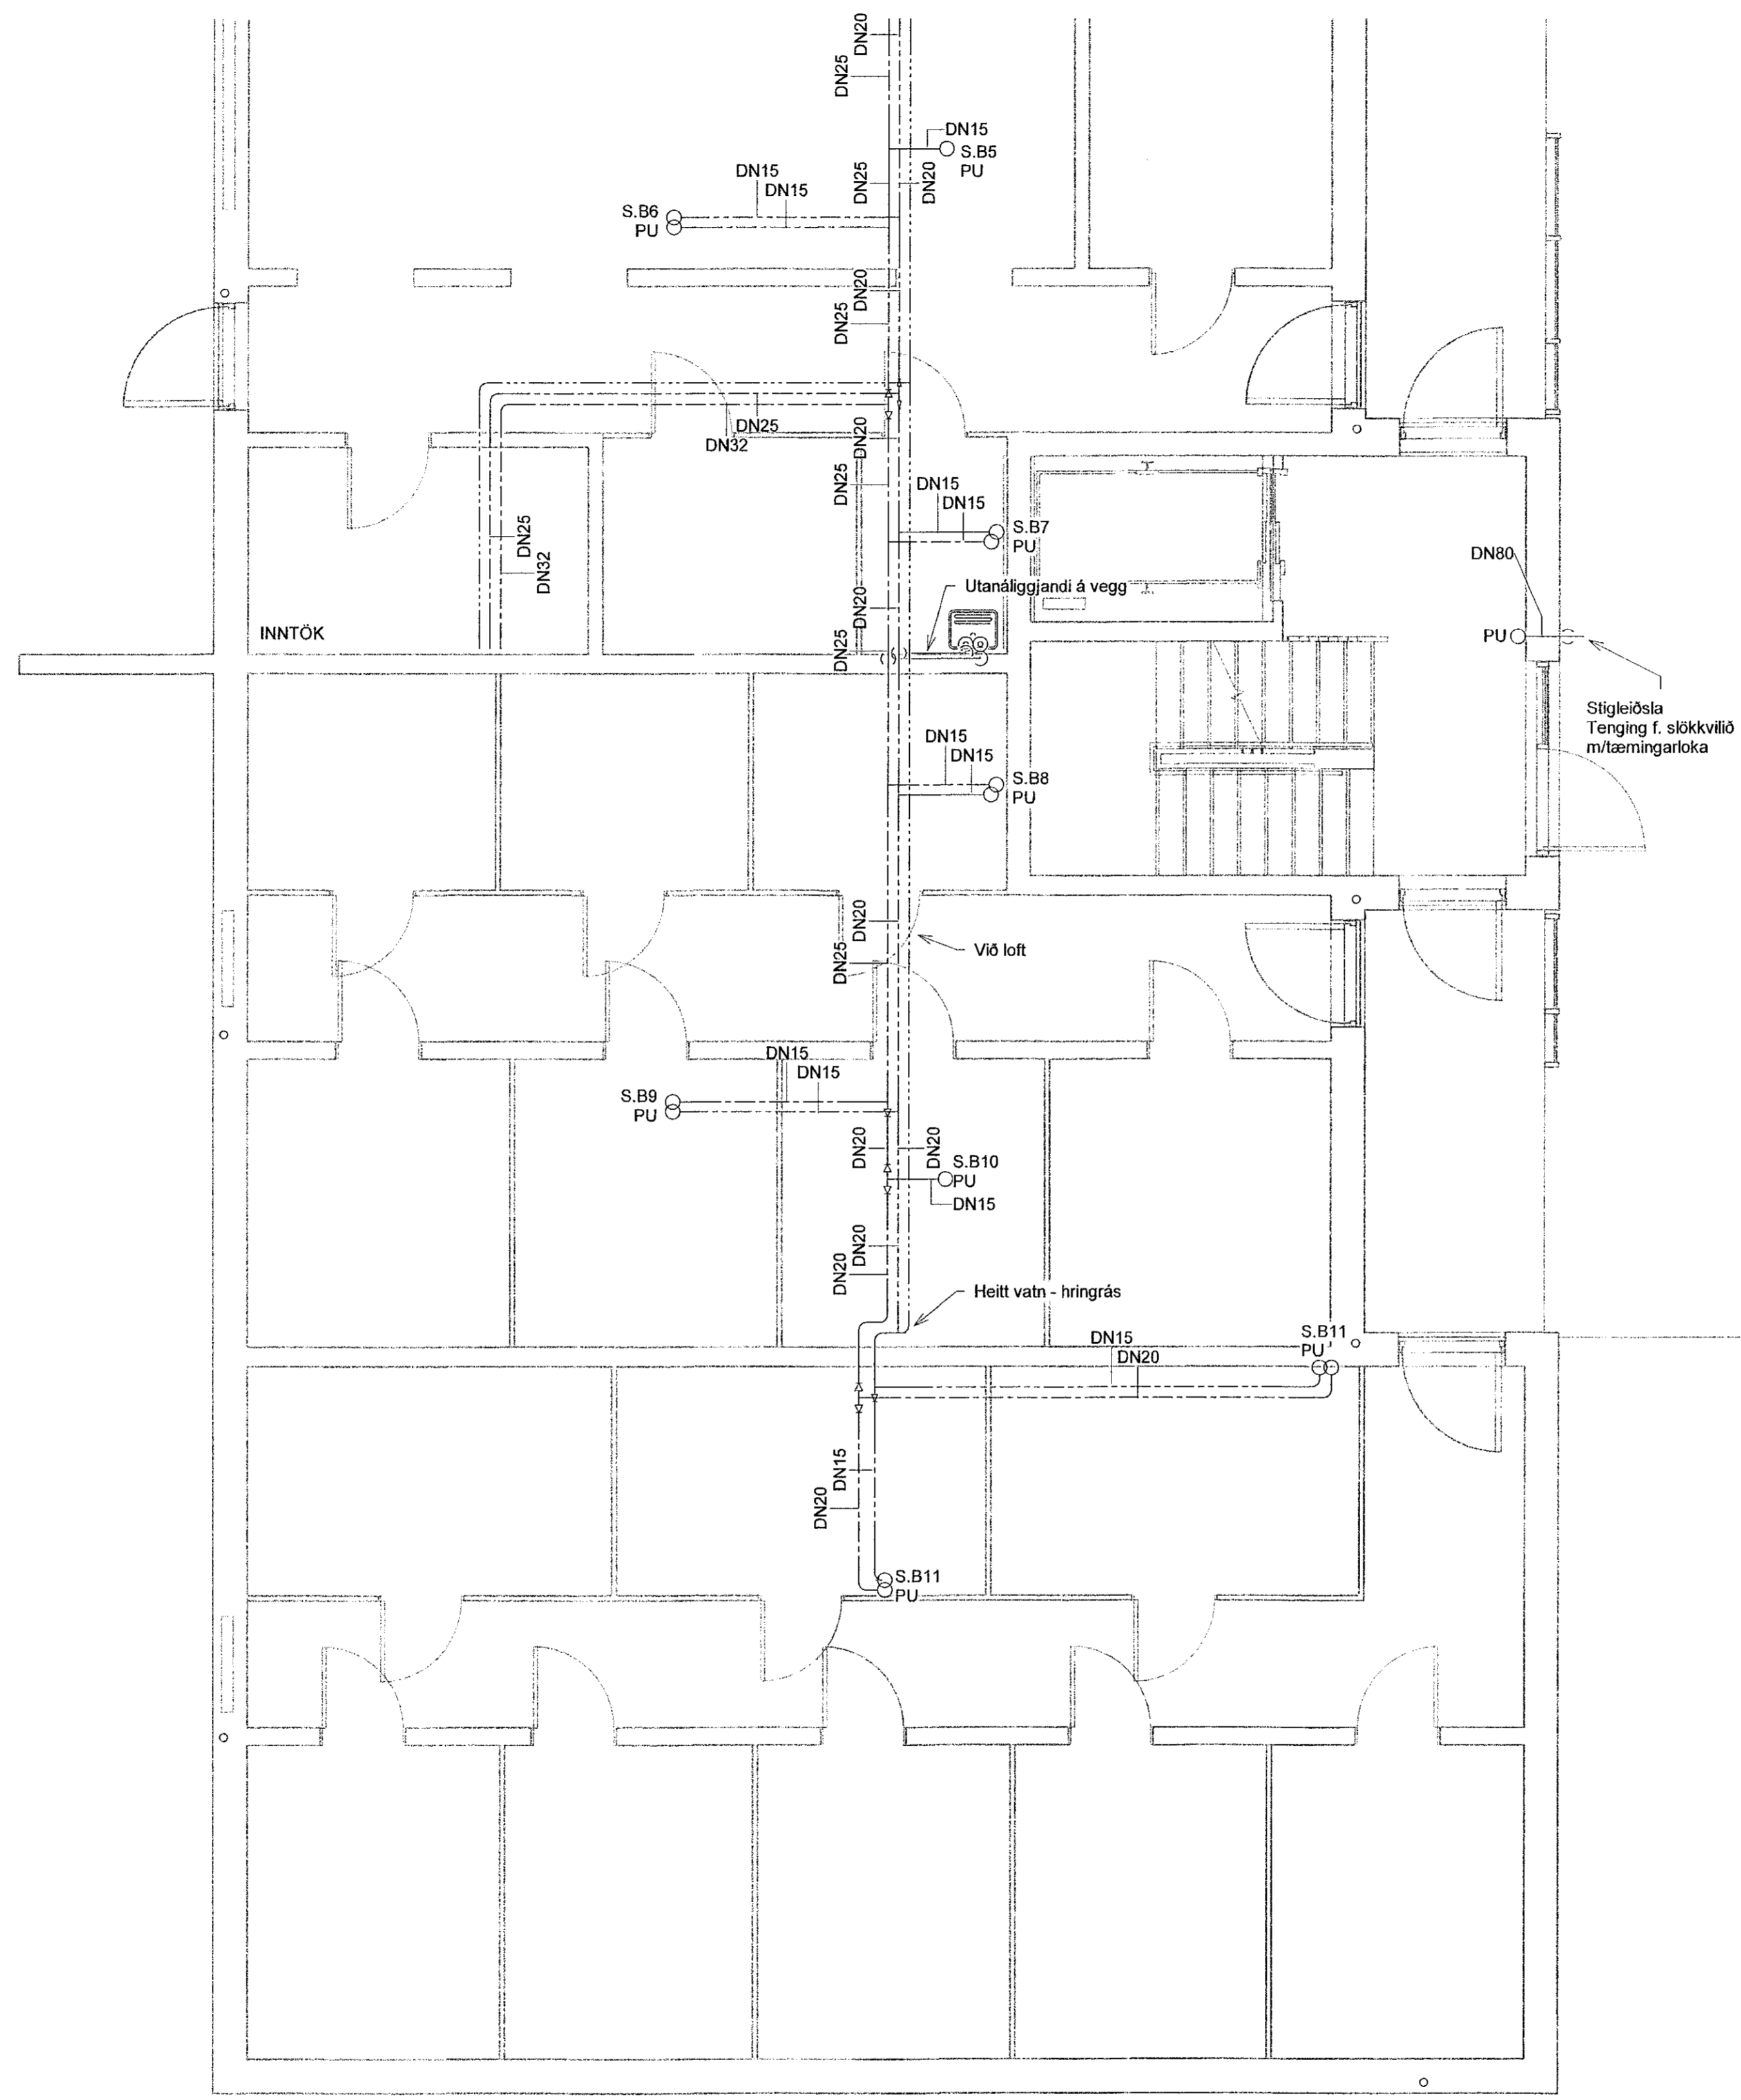 DN20
DN25
DN15
S.B5
PU
DN15
DN15
DN25
DN20
S.B6
PU
DN20
DN25
DN25
DN32
DN20
DN25
DN15
DN15
S.B7
PU
DN25
DN32
DN80
Utanáliggjandi á vegg
DN20
INNTÖK
PU
DN25
Stigleiðsla
Tenging f. slökkvilið
m/tæmingarloka
DN15
DN15
S.B8
PU
DN20
DN25
Við loft
DN15
DN15
S.B9
PU
DN20
DN20
S.B10
PU
DN15
DN20
DN20
Heitt vatn - hringrás
S.B11
PU
DN15
DN20
DN15
DN20
S.B11
PU